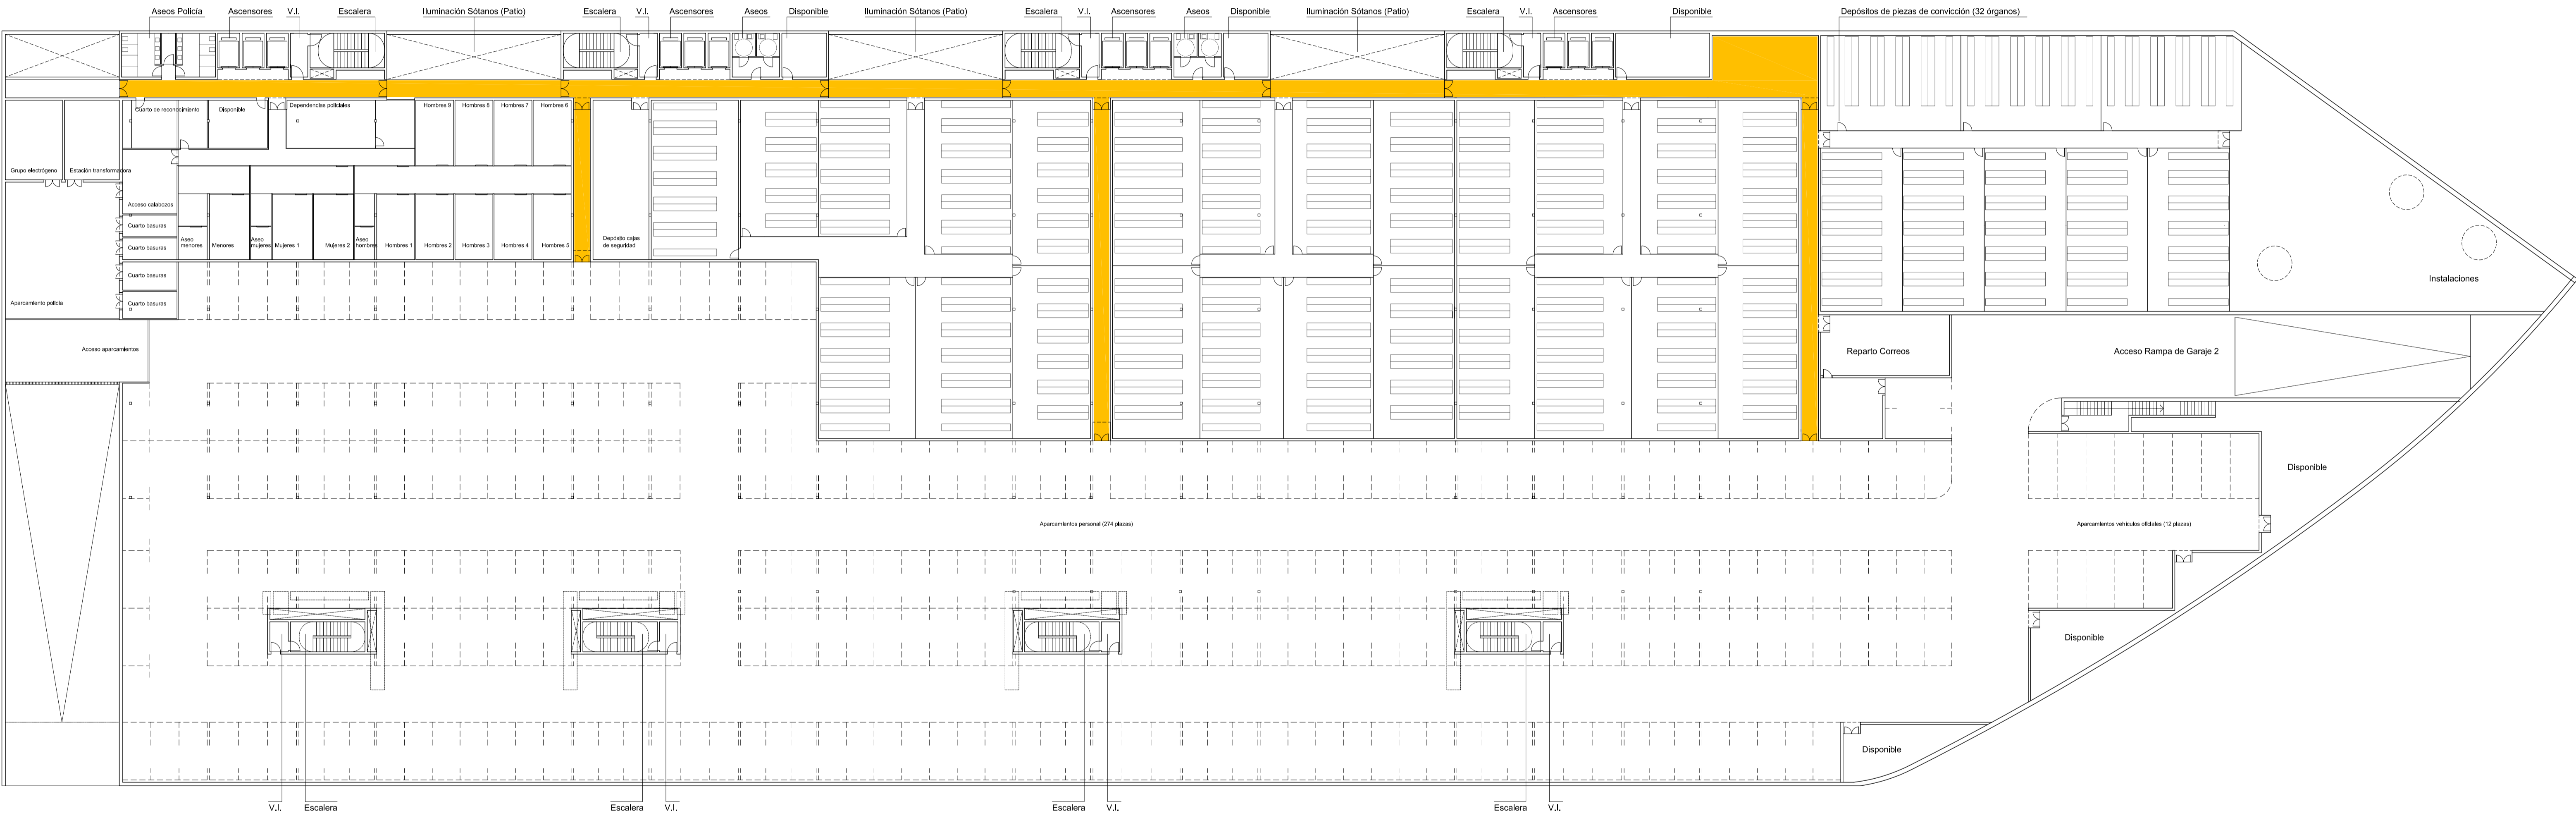 Aseos Policía
Ascensores
V.I.
Escalera
Iluminación Sótanos (Patio)
Escalera
V.I.
Ascensores
Aseos
Disponible
Iluminación Sótanos (Patio)
Escalera
V.I.
Ascensores
Aseos
Disponible
Iluminación Sótanos (Patio)
Escalera
V.I.
Ascensores
Disponible
Depósitos de piezas de convicción (32 órganos)
Cuarto de reconocimiento
Disponible
Dependencias policiales
Hombres 9
Hombres 8
Hombres 7
Hombres 6
Grupo electrógeno
Estación transformadora
Acceso calabozos
Cuarto basuras
Cuarto basuras
Cuarto basuras
Cuarto basuras
Aseo
menores
Menores
Aseo
mujeres
Mujeres 1
Mujeres 2
Aseo
hombres
Hombres 1
Hombres 2
Hombres 3
Hombres 4
Hombres 5
Depósito cajas
de seguridad
Aparcamiento policía
Acceso aparcamientos
Instalaciones
Reparto Correos
Acceso Rampa de Garaje 2
Disponible
Aparcamientos personal (274 plazas)
Aparcamientos vehículos oficiales (12 plazas)
Disponible
Disponible
V.I.
Escalera
Escalera
V.I.
Escalera
V.I.
Escalera
V.I.